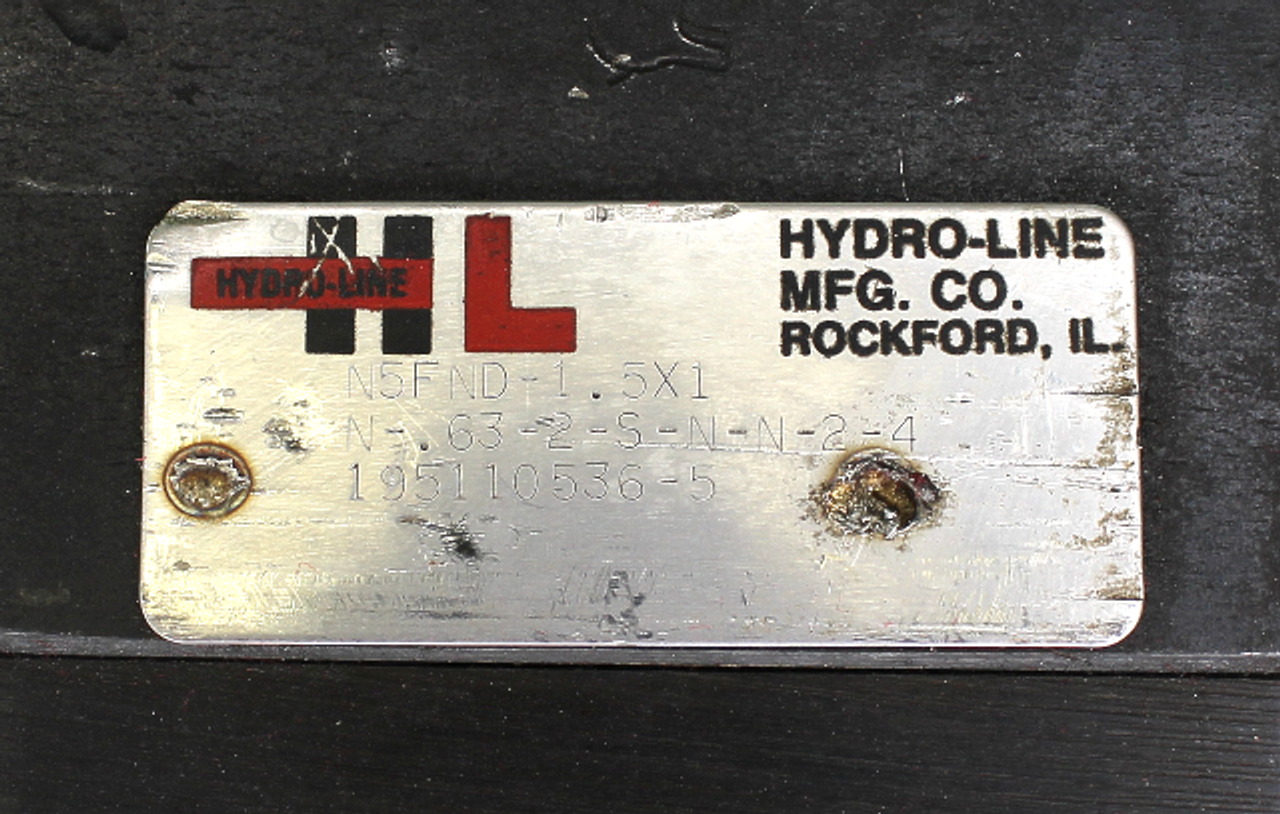 HYDRO-LINE
HL
HYDRO-LINE
MFG. CO.
ROCKFORD, IL.
N5FND-1.5X1
N-.63-2-S-N-N-2-4
195110536-5